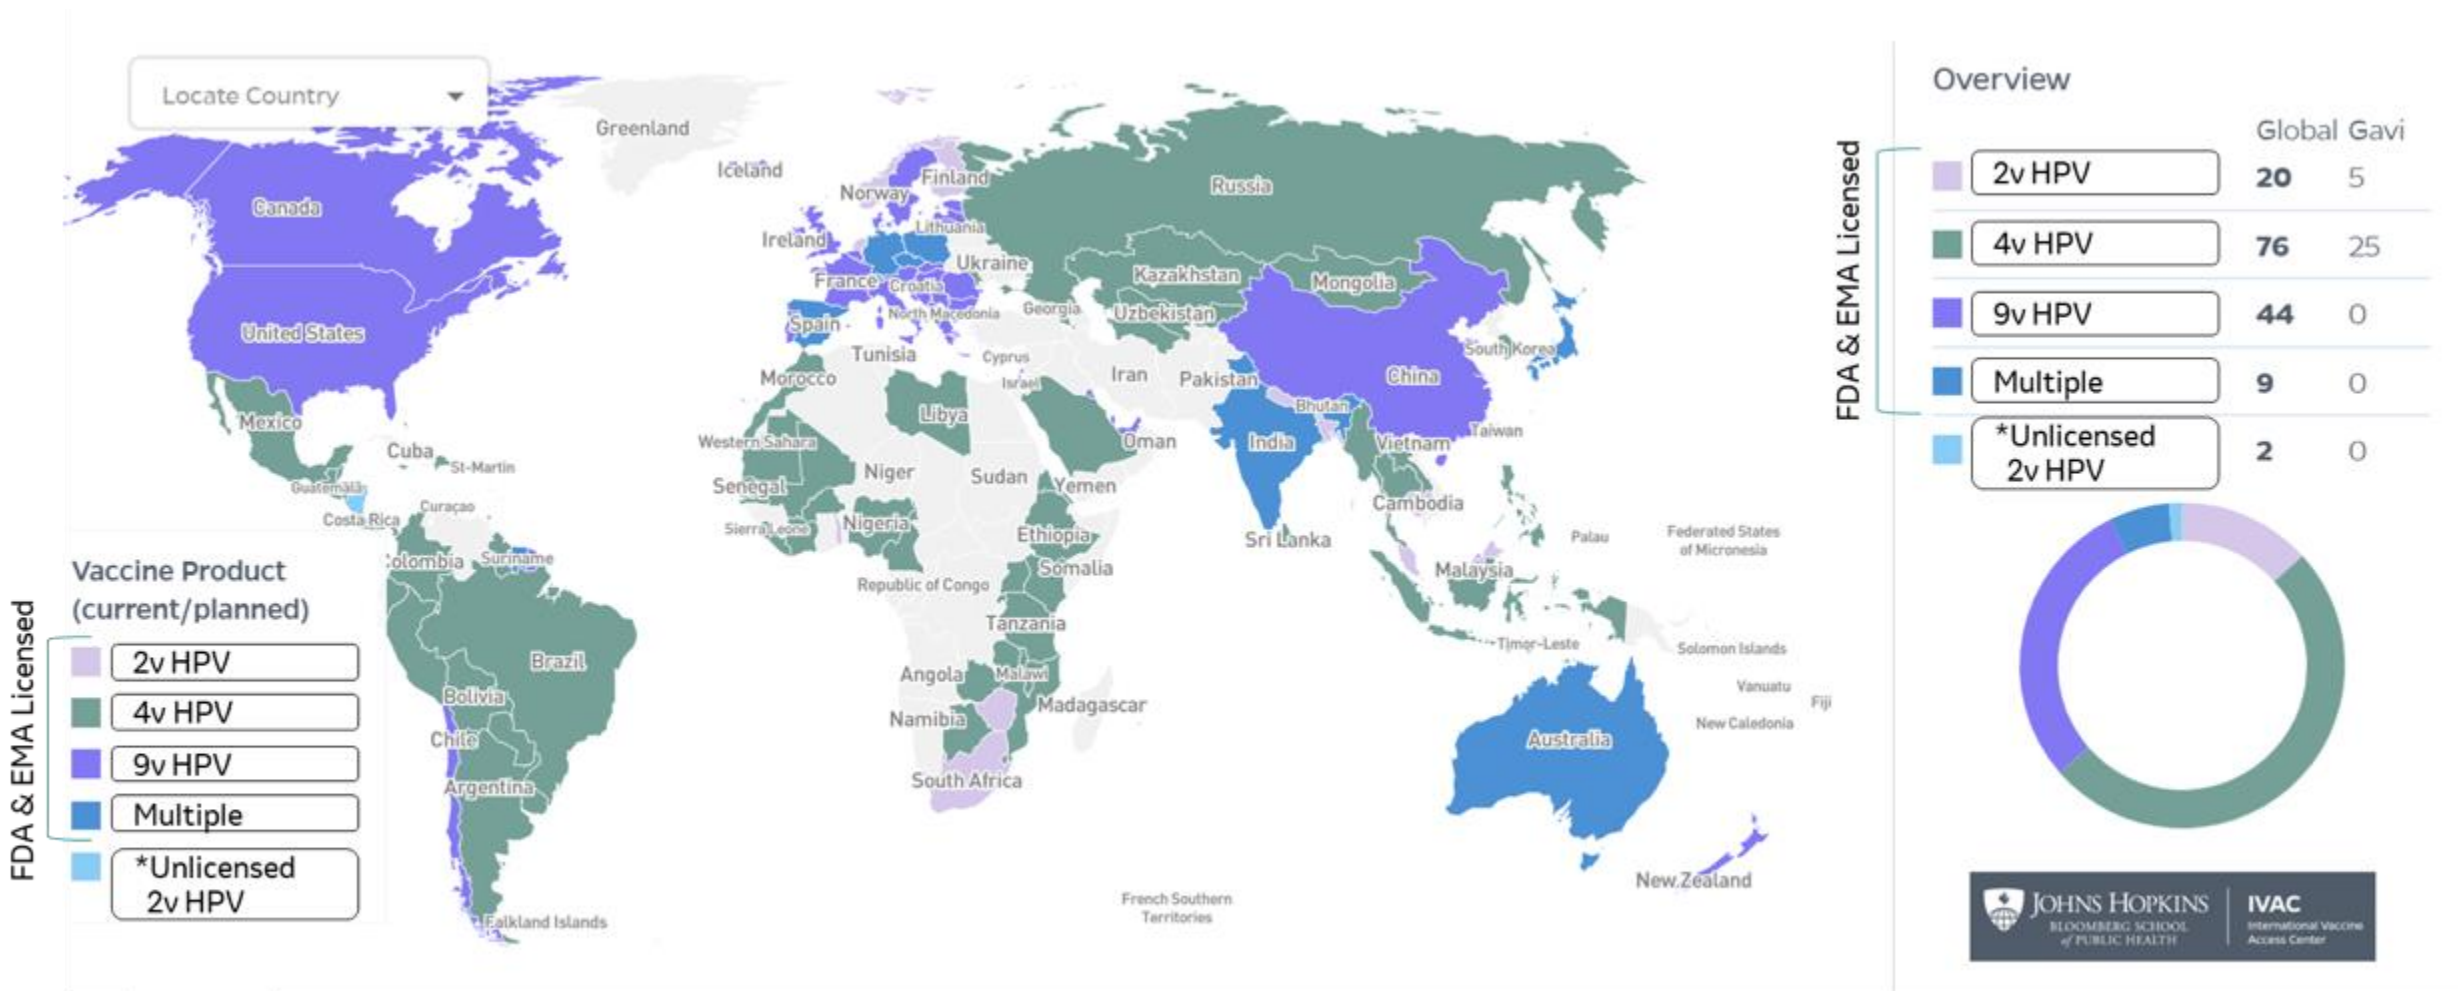 Locate Country
Greenland
Iceland
Finland
Norway
Russia
Canada
Lithuania
Ireland
Ukraine
Kazakhstan
Mongolia
France
Croatia
North Macedonia
Georgia
Uzbekistan
United States
Spain
South Korea
Tunisia
Cyprus
Israel
Iran
Pakistan
China
Morocco
Bhutan
Mexico
Libya
Western Sahara
Oman
India
Vietnam
Taiwan
Cuba
St-Martin
Niger
Sudan
Yemen
Senegal
Guatemala
Curaçao
Costa Rica
Cambodia
Sierra Leone
Nigeria
Ethiopia
Sri Lanka
Palau
Federated States
of Micronesia
Colombia
Suriname
Somalia
Malaysia
Republic of Congo
Tanzania
Timor-Leste
Solomon Islands
Brazil
Angola
Malawi
Vanuatu
Fiji
Bolivia
Madagascar
Namibia
New Caledonia
Chile
Australia
South Africa
Argentina
New Zealand
French Southern
Territories
Falkland Islands
Vaccine Product
(current/planned)
FDA & EMA Licensed
2v HPV
4v HPV
9v HPV
Multiple
*Unlicensed
2v HPV
Overview
Global Gavi
FDA & EMA Licensed
2v HPV 20 5
4v HPV 76 25
9v HPV 44 0
Multiple 9 0
*Unlicensed
2v HPV 2 0
JOHNS HOPKINS
BLOOMBERG SCHOOL
of PUBLIC HEALTH
IVAC
International Vaccine
Access Center